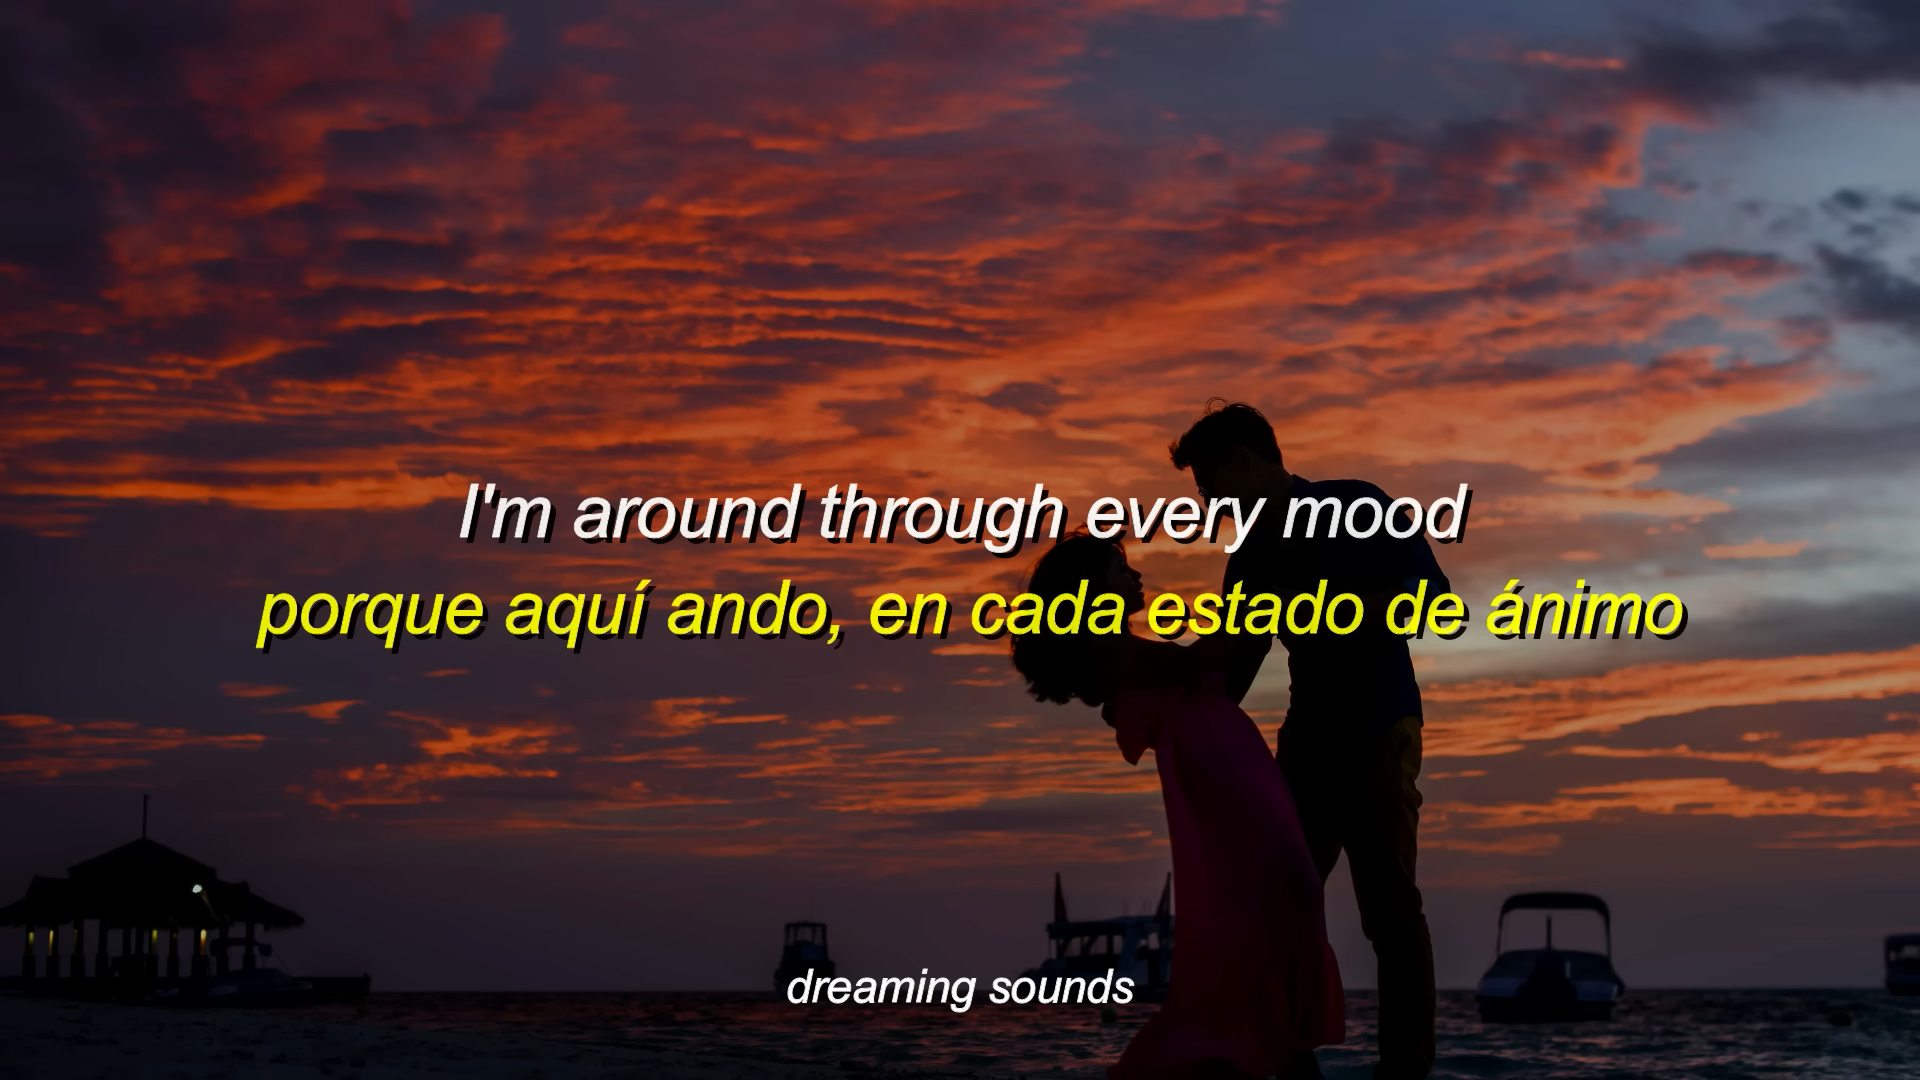 I'm around through every mood
porque aquí ando, en cada estado de ánimo
dreaming sounds